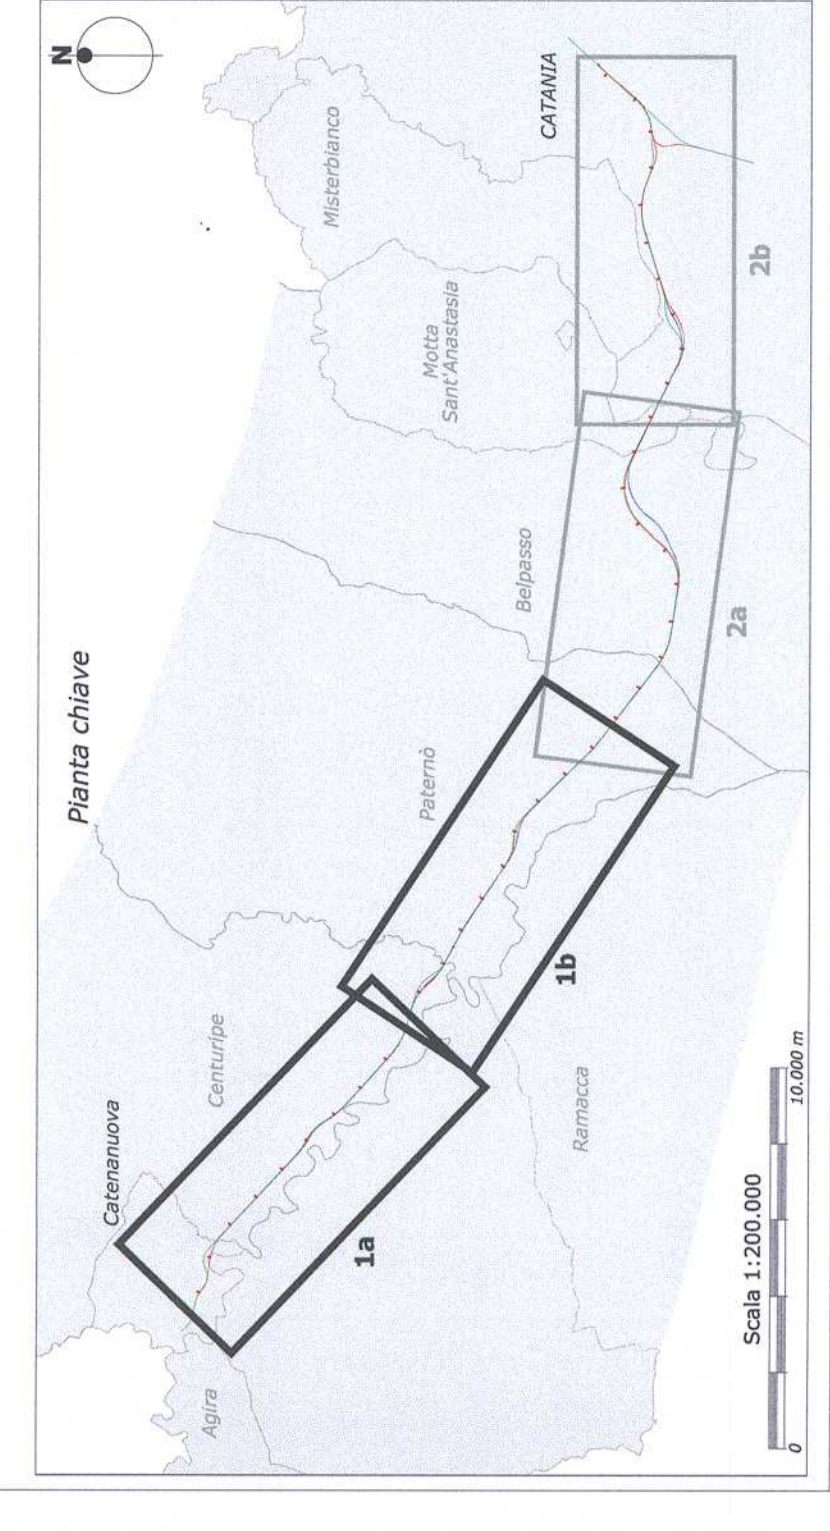 Pianta chiave
N
Agira
Catenanuova
Centuripe
Paternò
Belpasso
Motta
Sant'Anastasia
Misterbianco
CATANIA
Ramacca
1a
1b
2a
2b
Scala 1:200.000
0
10.000 m